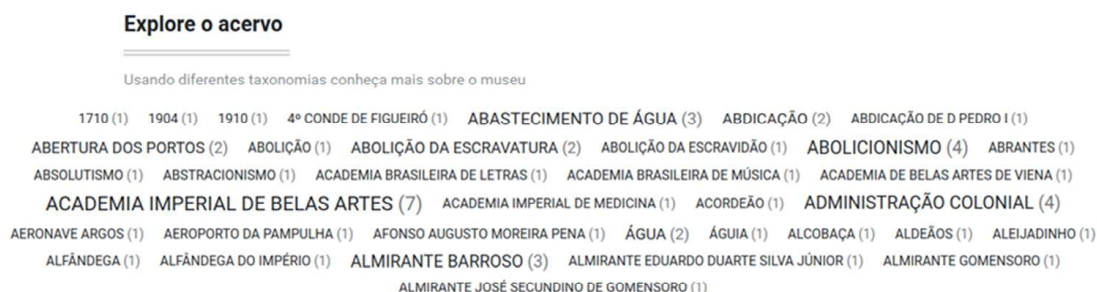 Explore o acervo
Usando diferentes taxonomias conheça mais sobre o museu
1710 (1) 1904 (1) 1910 (1) 4º CONDE DE FIGUEIRÓ (1) ABASTECIMENTO DE ÁGUA (3) ABDICAÇÃO (2) ABDICAÇÃO DE D PEDRO I (1)
ABERTURA DOS PORTOS (2) ABOLIÇÃO (1) ABOLIÇÃO DA ESCRAVATURA (2) ABOLIÇÃO DA ESCRAVIDÃO (1) ABOLICIONISMO (4) ABRANTES (1)
ABSOLUTISMO (1) ABSTRACIONISMO (1) ACADEMIA BRASILEIRA DE LETRAS (1) ACADEMIA BRASILEIRA DE MÚSICA (1) ACADEMIA DE BELAS ARTES DE VIENA (1)
ACADEMIA IMPERIAL DE BELAS ARTES (7) ACADEMIA IMPERIAL DE MEDICINA (1) ACORDEÃO (1) ADMINISTRAÇÃO COLONIAL (4)
AERONAVE ARGOS (1) AEROPORTO DA PAMPULHA (1) AFONSO AUGUSTO MOREIRA PENA (1) ÁGUA (2) ÁGUIA (1) ALCOBAÇA (1) ALDEÃOS (1) ALEIJADINHO (1)
ALFÂNDEGA (1) ALFÂNDEGA DO IMPÉRIO (1) ALMIRANTE BARROSO (3) ALMIRANTE EDUARDO DUARTE SILVA JÚNIOR (1) ALMIRANTE GOMENSORO (1)
ALMIRANTE JOSÉ SECUNDINO DE GOMENSORO (1)